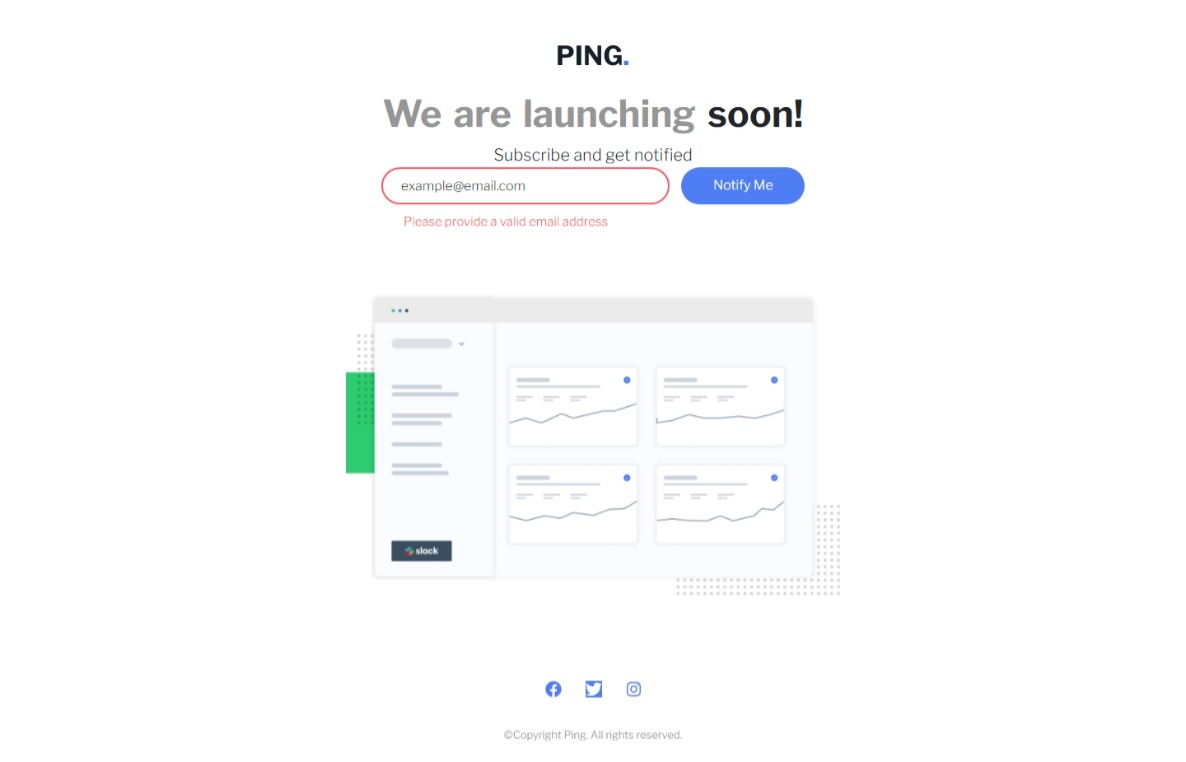 PING.
We are launching soon!
Subscribe and get notified
example@email.com
Notify Me
Please provide a valid email address
slack
©Copyright Ping. All rights reserved.